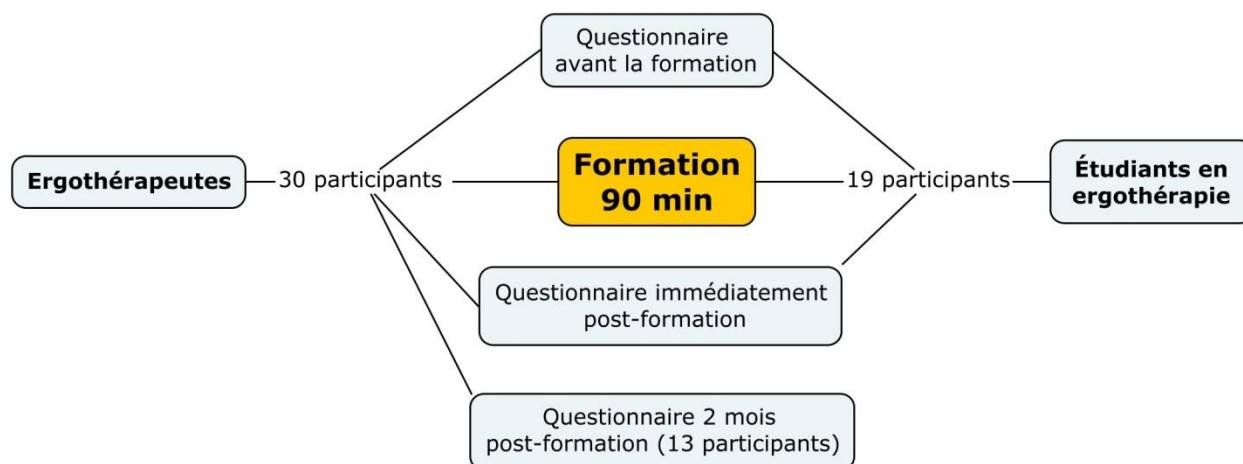 Questionnaire
avant la formation
Ergothérapeutes
30 participants
Formation
90 min
19 participants
Étudiants en
ergothérapie
Questionnaire immédiatement
post-formation
Questionnaire 2 mois
post-formation (13 participants)